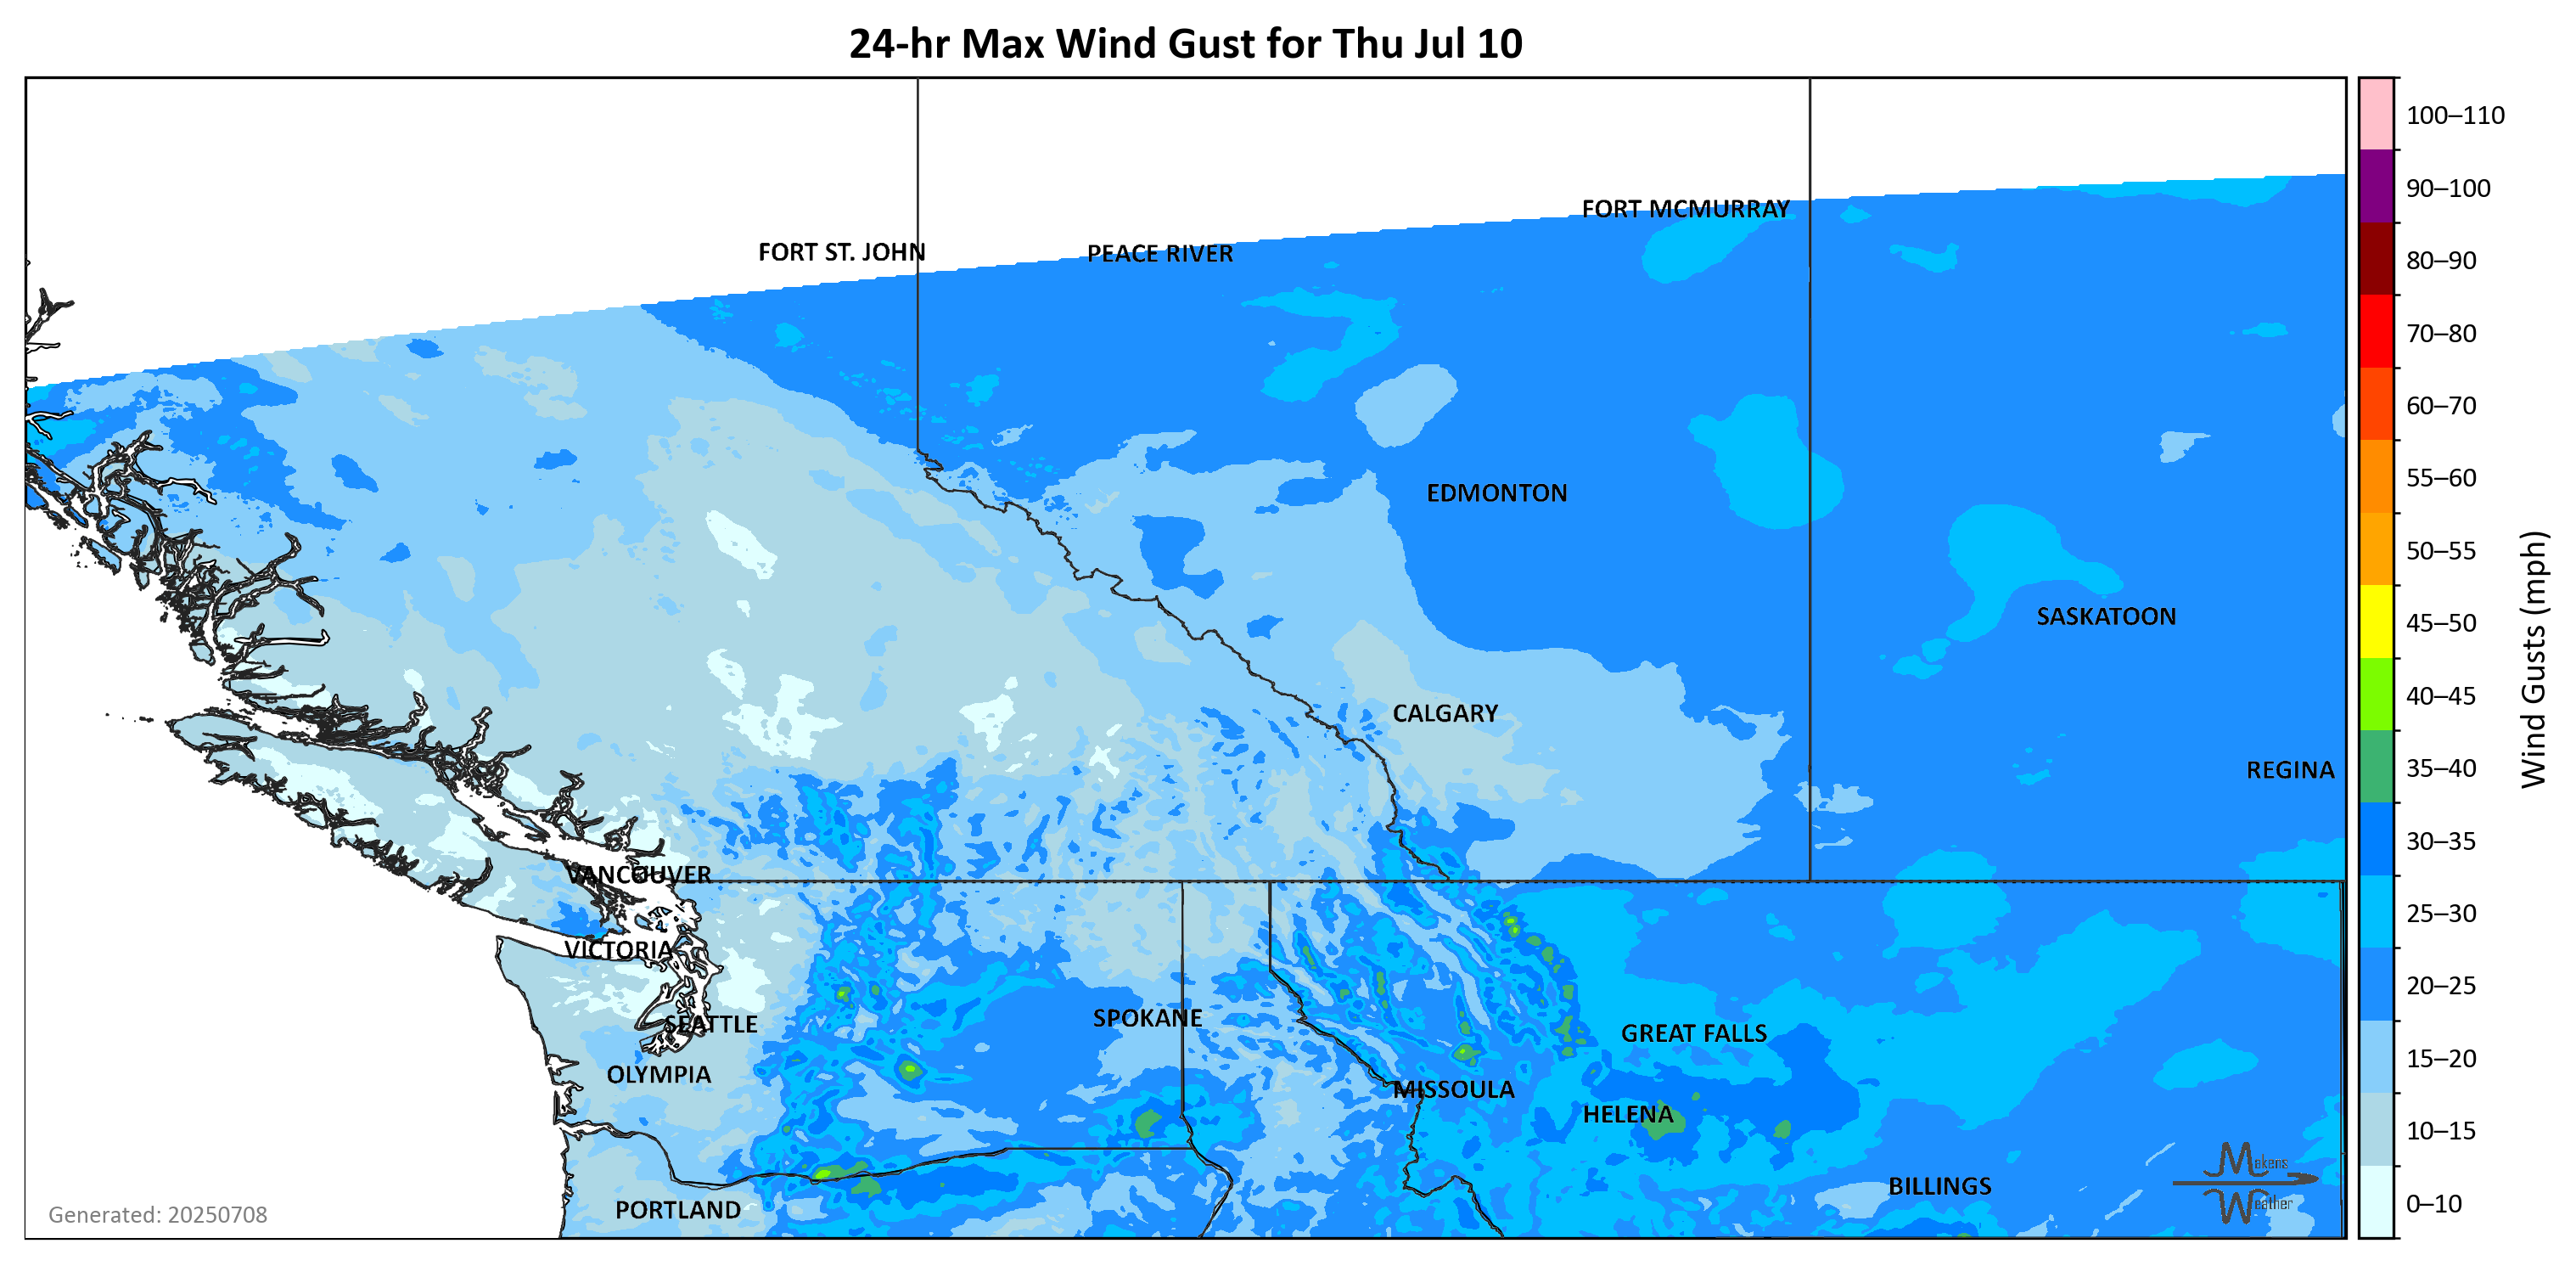 24-hr Max Wind Gust for Thu Jul 10
100–110
90–100
80–90
70–80
60–70
55–60
50–55
45–50
40–45
35–40
30–35
25–30
20–25
15–20
10–15
0–10
Wind Gusts (mph)
FORT MCMURRAY
FORT ST. JOHN
PEACE RIVER
EDMONTON
SASKATOON
CALGARY
REGINA
VANCOUVER
VICTORIA
SEATTLE
SPOKANE
GREAT FALLS
OLYMPIA
MISSOULA
HELENA
BILLINGS
PORTLAND
Makens
Weather
Generated: 20250708